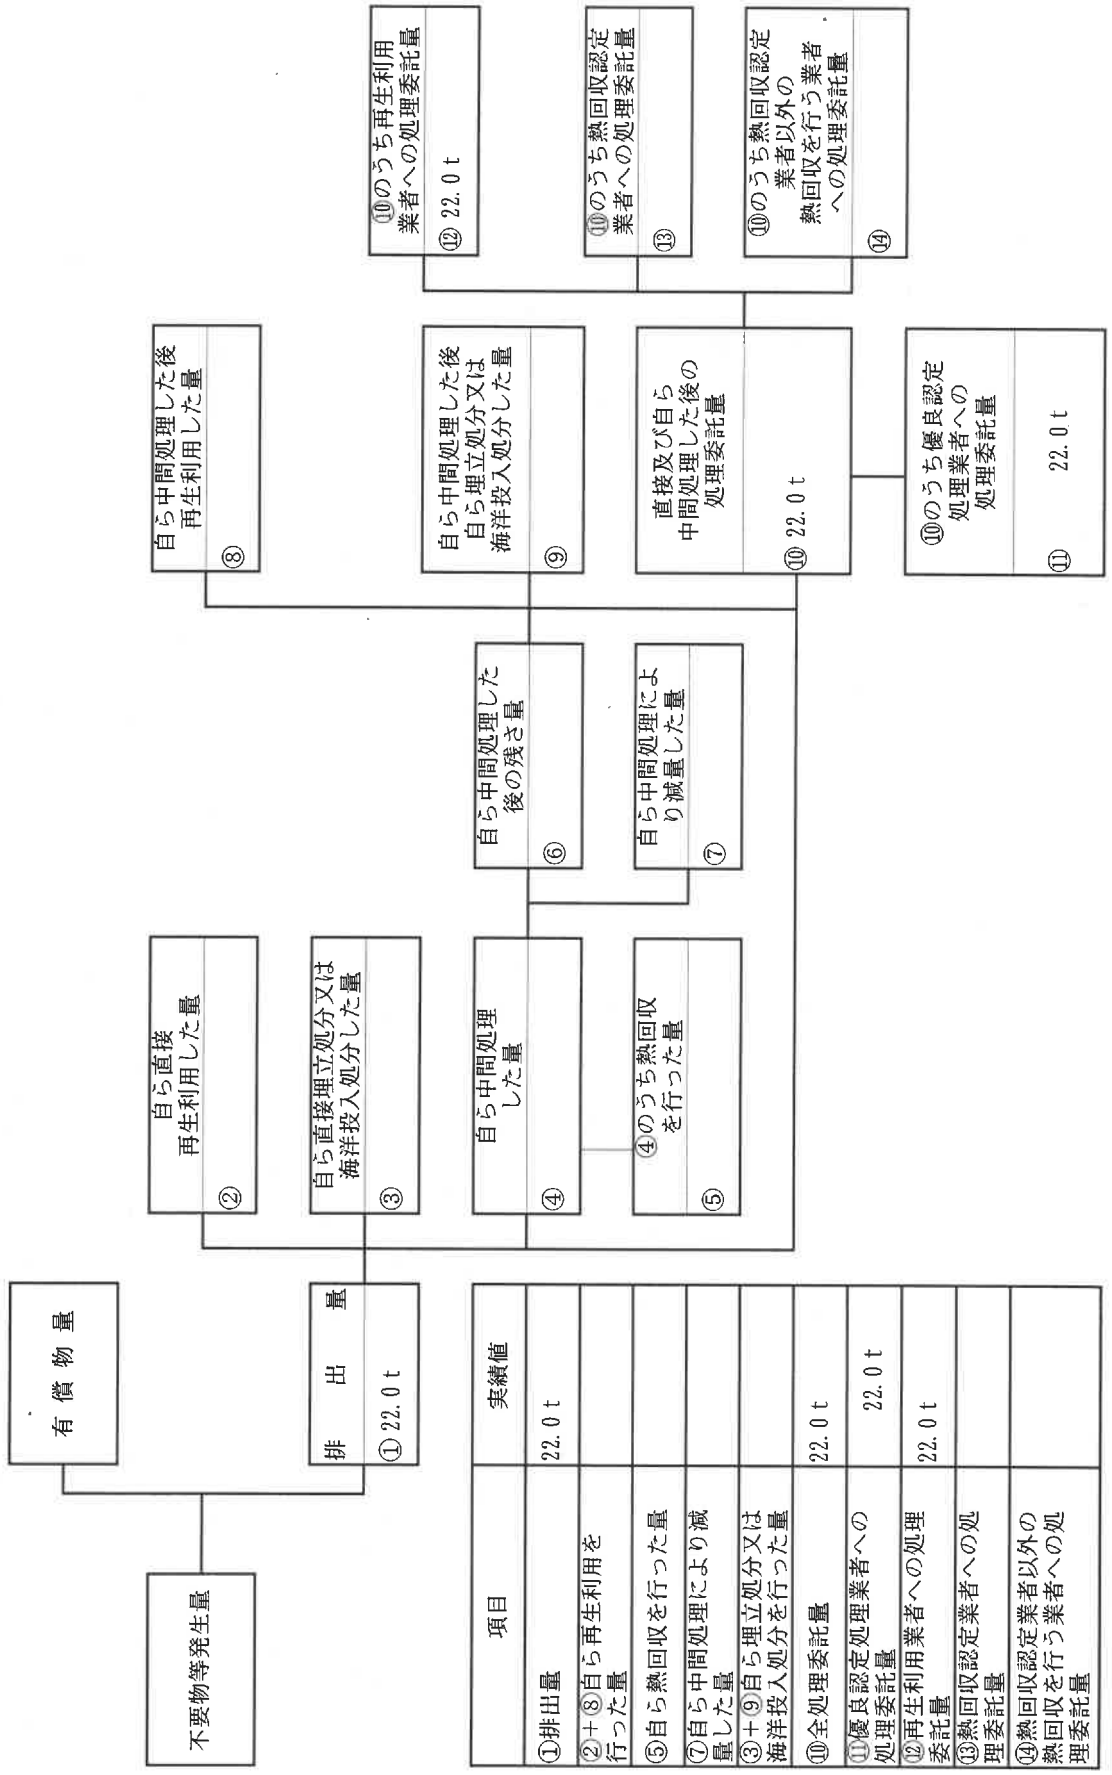 不要物等発生量
有 償 物 量
排 出 量
① 22.0 t
自ら直接
再生利用した量
②
自ら直接埋立処分又は
海洋投入処分した量
③
自ら中間処理
した量
④
④のうち熱回収
を行った量
⑤
自ら中間処理した
後の残さ量
⑥
自ら中間処理によ
り減量した量
⑦
自ら中間処理した後
再生利用した量
⑧
自ら中間処理した後
自ら埋立処分又は
海洋投入処分した量
⑨
直接及び自ら
中間処理した後の
処理委託量
⑩ 22.0 t
⑩のうち優良認定
処理業者への
処理委託量
⑪ 22.0 t
⑩のうち再生利用
業者への処理委託量
⑫ 22.0 t
⑩のうち熱回収認定
業者への処理委託量
⑬
⑩のうち熱回収認定
業者以外の
熱回収を行う業者
への処理委託量
⑭
項目 実績値
①排出量 22.0 t
②+⑧自ら再生利用を
行った量
⑤自ら熱回収を行った量
⑦自ら中間処理により減
量した量
③+⑨自ら埋立処分又は
海洋投入処分を行った量
⑩全処理委託量 22.0 t
⑪優良認定処理業者への
処理委託量 22.0 t
⑫再生利用業者への処理
委託量 22.0 t
⑬熱回収認定業者への処
理委託量
⑭熱回収認定業者以外の
熱回収を行う業者への処
理委託量